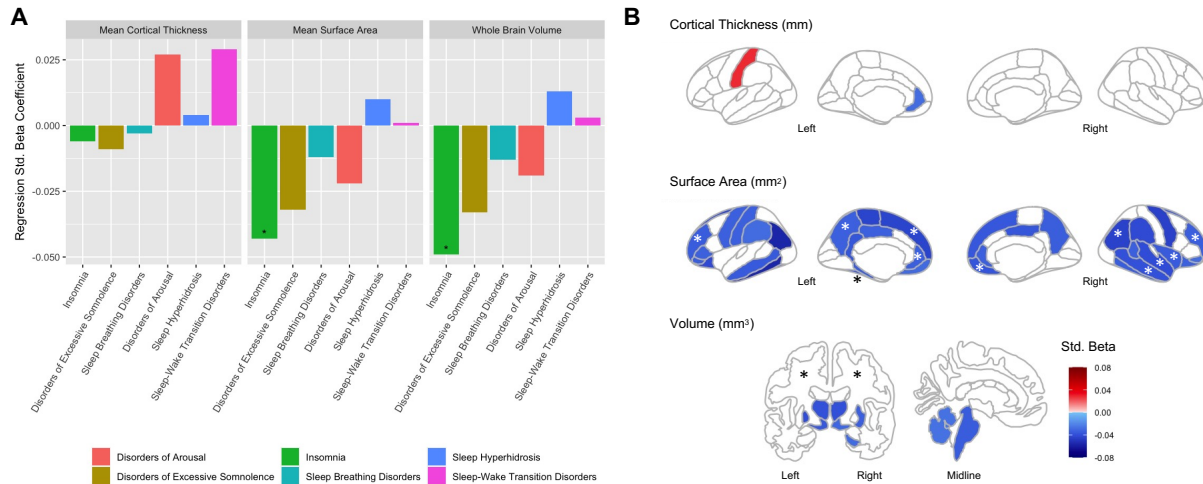 A
Mean Cortical Thickness
Mean Surface Area
Whole Brain Volume
Regression Std. Beta Coefficient
0.025
0.000
-0.025
-0.050
*
*
Insomnia
Disorders of Excessive Somnolence
Sleep Breathing Disorders
Disorders of Arousal
Sleep Hyperhidrosis
Sleep-Wake Transition Disorders
Insomnia
Disorders of Excessive Somnolence
Sleep Breathing Disorders
Disorders of Arousal
Sleep Hyperhidrosis
Sleep-Wake Transition Disorders
Insomnia
Disorders of Excessive Somnolence
Sleep Breathing Disorders
Disorders of Arousal
Sleep Hyperhidrosis
Sleep-Wake Transition Disorders
Disorders of Arousal
Insomnia
Sleep Hyperhidrosis
Disorders of Excessive Somnolence
Sleep Breathing Disorders
Sleep-Wake Transition Disorders
B
Cortical Thickness (mm)
Left
Right
Surface Area (mm²)
* * * * * * * * * *
*
Left
Right
Volume (mm³)
* *
Left
Right
Midline
Std. Beta
0.08
0.04
0.00
-0.04
-0.08